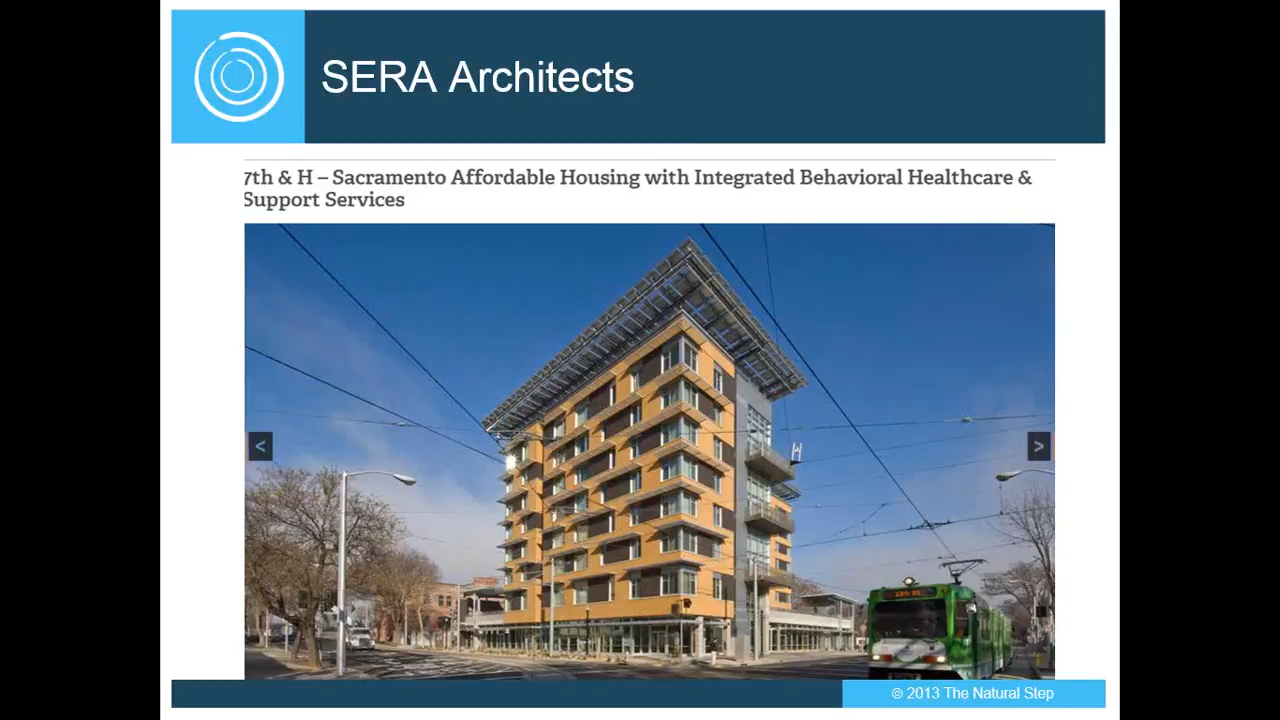 SERA Architects
7th & H – Sacramento Affordable Housing with Integrated Behavioral Healthcare &
Support Services
<
>
© 2013 The Natural Step